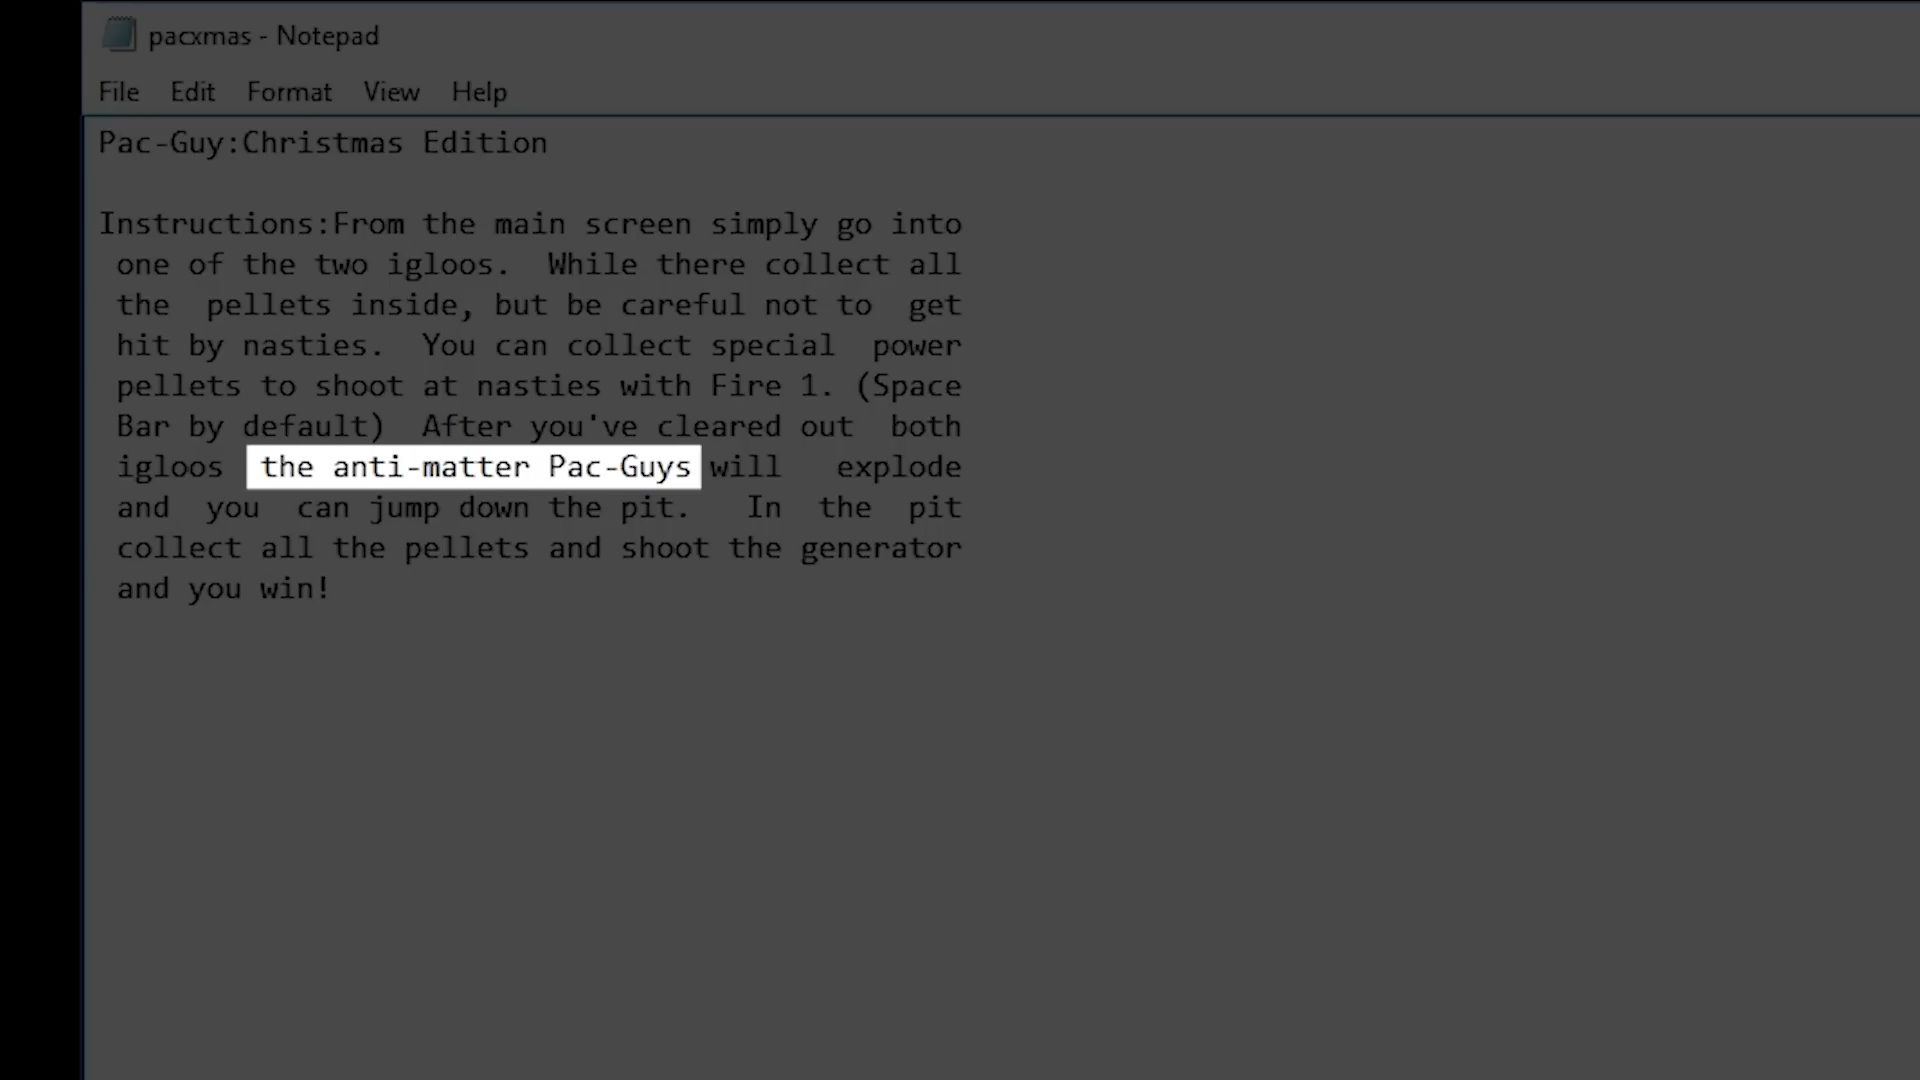 pacxmas - Notepad
File Edit Format View Help
Pac-Guy:Christmas Edition
Instructions:From the main screen simply go into
one of the two igloos.  While there collect all
the  pellets inside, but be careful not to  get
hit by nasties.  You can collect special  power
pellets to shoot at nasties with Fire 1. (Space
Bar by default)  After you've cleared out  both
igloos  the anti-matter Pac-Guys will   explode
and  you  can jump down the pit.   In  the  pit
collect all the pellets and shoot the generator
and you win!